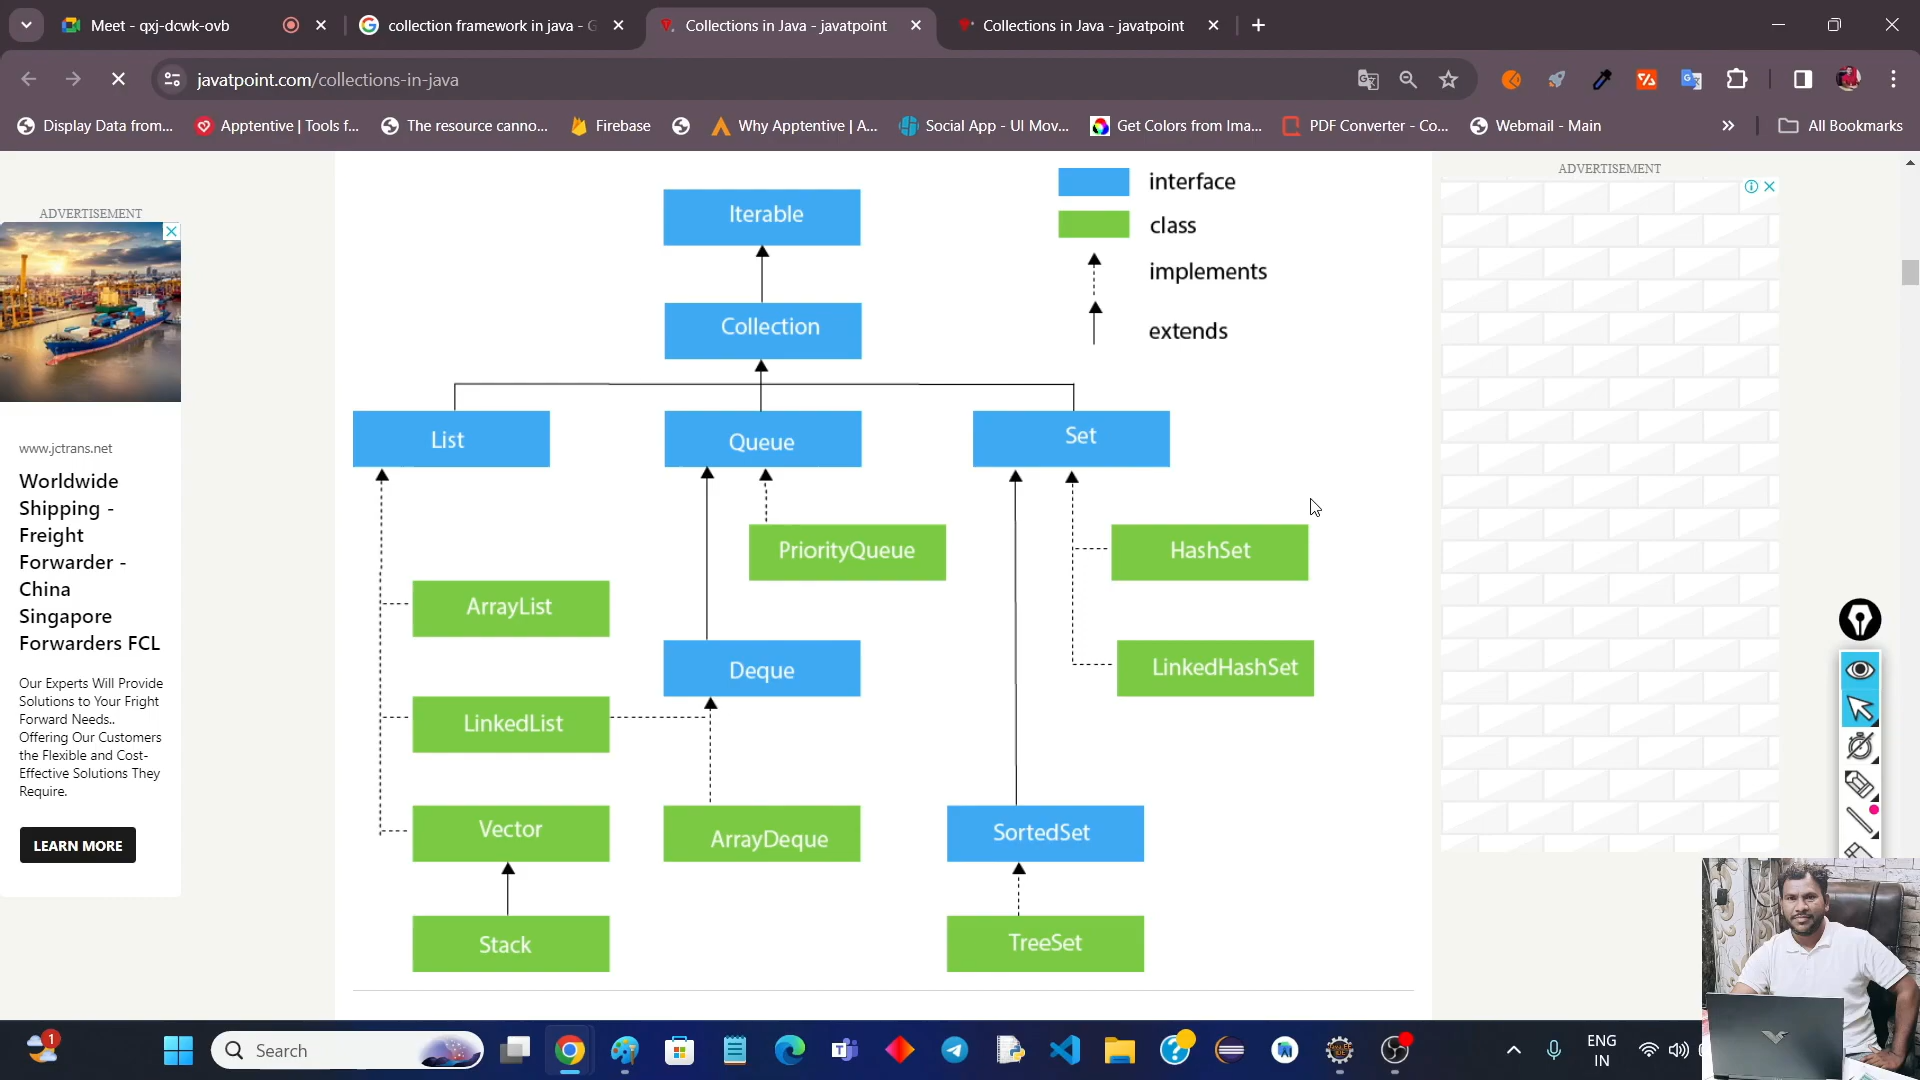 Meet - qxj-dcwk-ovb
collection framework in java - G
Collections in Java - javatpoint
Collections in Java - javatpoint
javatpoint.com/collections-in-java
Display Data from...
Apptentive | Tools f...
The resource canno...
Firebase
Why Apptentive | A...
Social App - UI Mov...
Get Colors from Ima...
PDF Converter - Co...
Webmail - Main
All Bookmarks
ADVERTISEMENT
www.jctrans.net
Worldwide
Shipping -
Freight
Forwarder -
China
Singapore
Forwarders FCL
Our Experts Will Provide
Solutions to Your Fright
Forward Needs..
Offering Our Customers
the Flexible and Cost-
Effective Solutions They
Require.
LEARN MORE
interface
class
implements
extends
Iterable
Collection
List
Queue
Set
PriorityQueue
HashSet
ArrayList
Deque
LinkedHashSet
LinkedList
Vector
ArrayDeque
SortedSet
Stack
TreeSet
ADVERTISEMENT
1
Search
ENG
IN